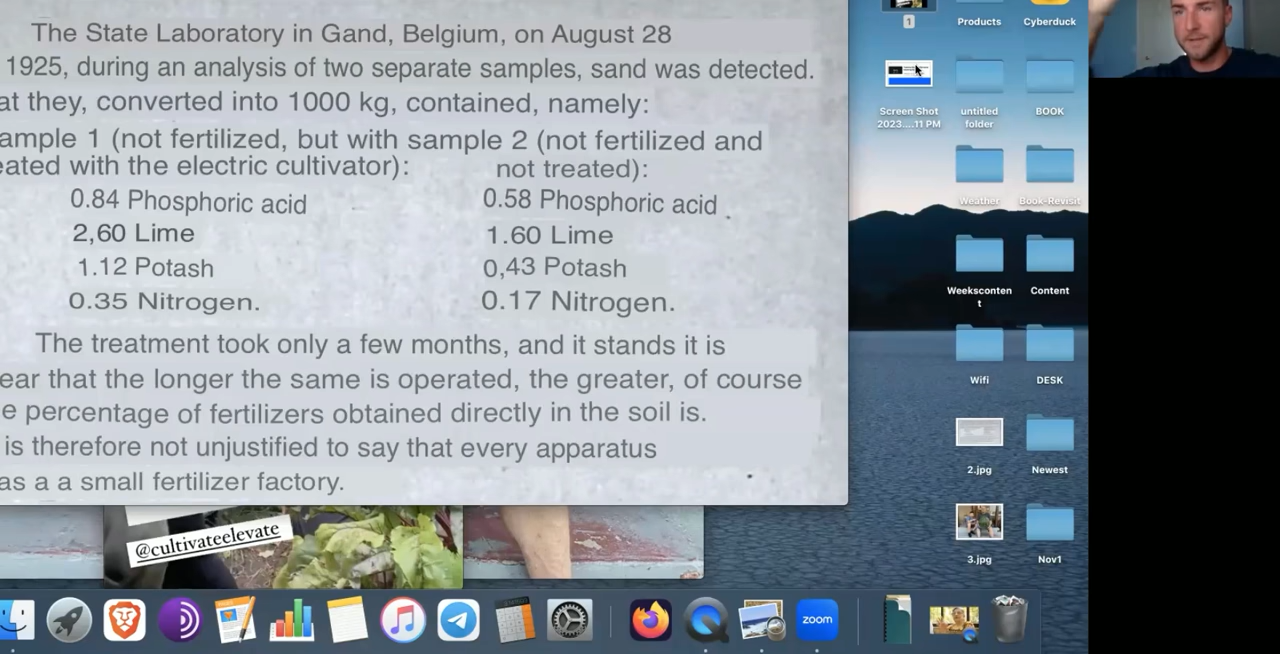 The State Laboratory in Gand, Belgium, on August 28
1925, during an analysis of two separate samples, sand was detected.
at they, converted into 1000 kg, contained, namely:
ample 1 (not fertilized, but with sample 2 (not fertilized and
eated with the electric cultivator):
not treated):
0.84 Phosphoric acid
0.58 Phosphoric acid
2,60 Lime
1.60 Lime
1.12 Potash
0,43 Potash
0.35 Nitrogen.
0.17 Nitrogen.
The treatment took only a few months, and it stands it is
ear that the longer the same is operated, the greater, of course
e percentage of fertilizers obtained directly in the soil is.
is therefore not unjustified to say that every apparatus
as a a small fertilizer factory.
@cultivateelevate
1
Products
Cyberduck
Screen Shot
2023....11 PM
untitled
folder
BOOK
Weather
Book-Revisit
Weeksconten
t
Content
Wifi
DESK
2.jpg
Newest
3.jpg
Nov1
zoom